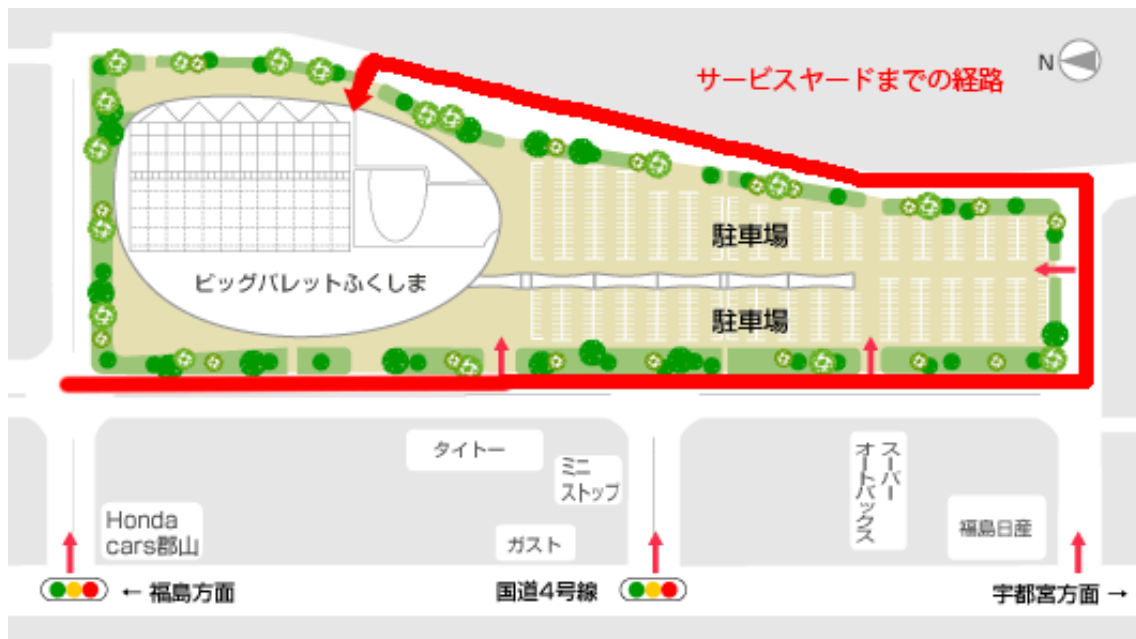 N
サービスヤードまでの経路
駐車場
ビッグパレットふくしま
駐車場
タイトー
ミニ
ストップ
スーパー
オートバックス
Honda
cars郡山
ガスト
福島日産
← 福島方面
国道4号線
宇都宮方面 →